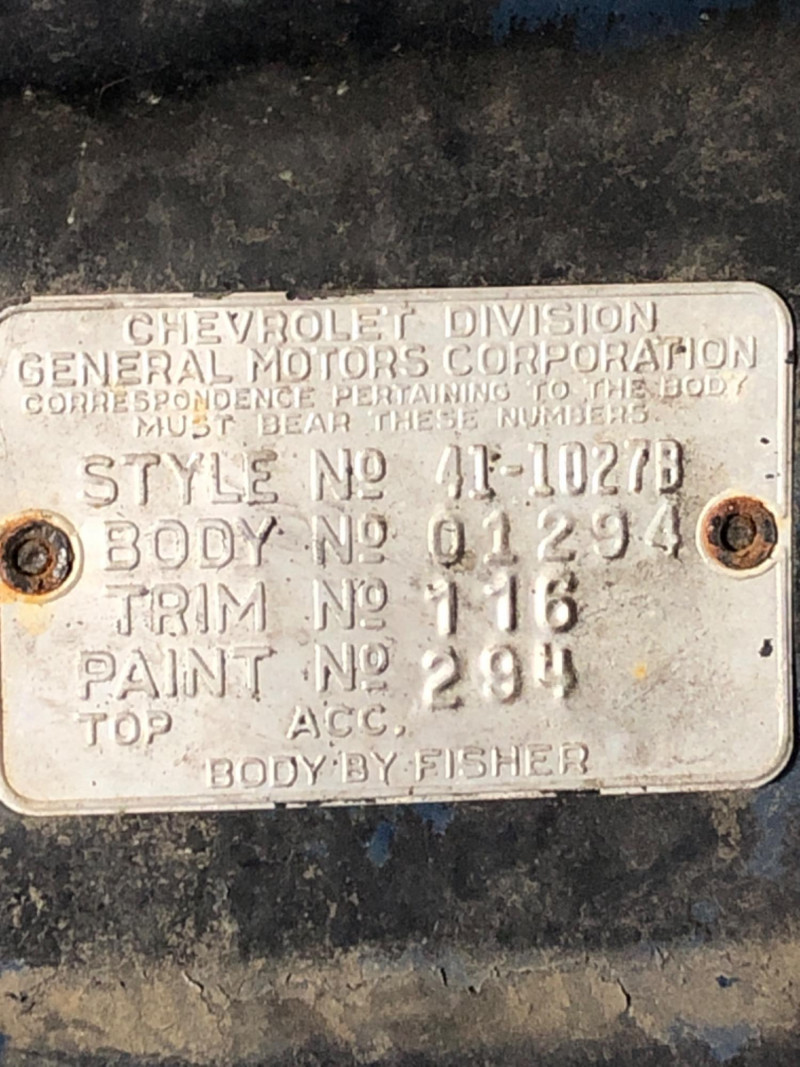 CHEVROLET DIVISION
GENERAL MOTORS CORPORATION
CORRESPONDENCE PERTAINING TO THE BODY
MUST BEAR THESE NUMBERS
STYLE Nº 41-1027B
BODY Nº 01294
TRIM Nº 116
PAINT Nº 294
TOP ACC.
BODY BY FISHER